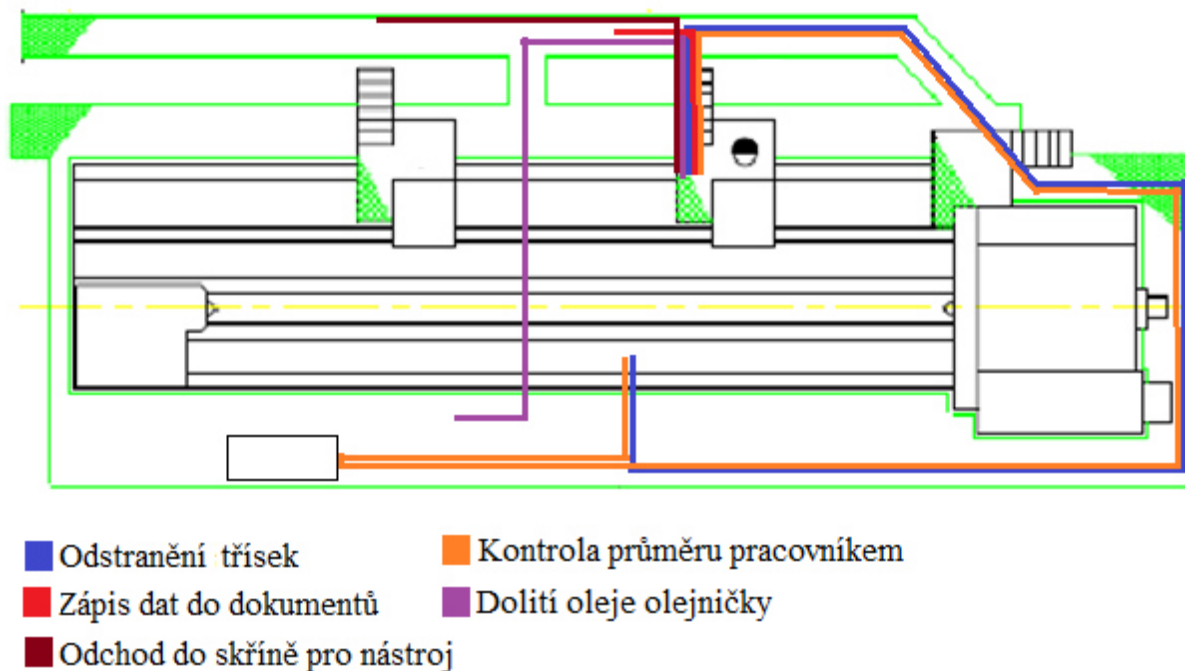 Odstranění třísek
Kontrola průměru pracovníkem
Zápis dat do dokumentů
Dolití oleje olejničky
Odchod do skříně pro nástroj